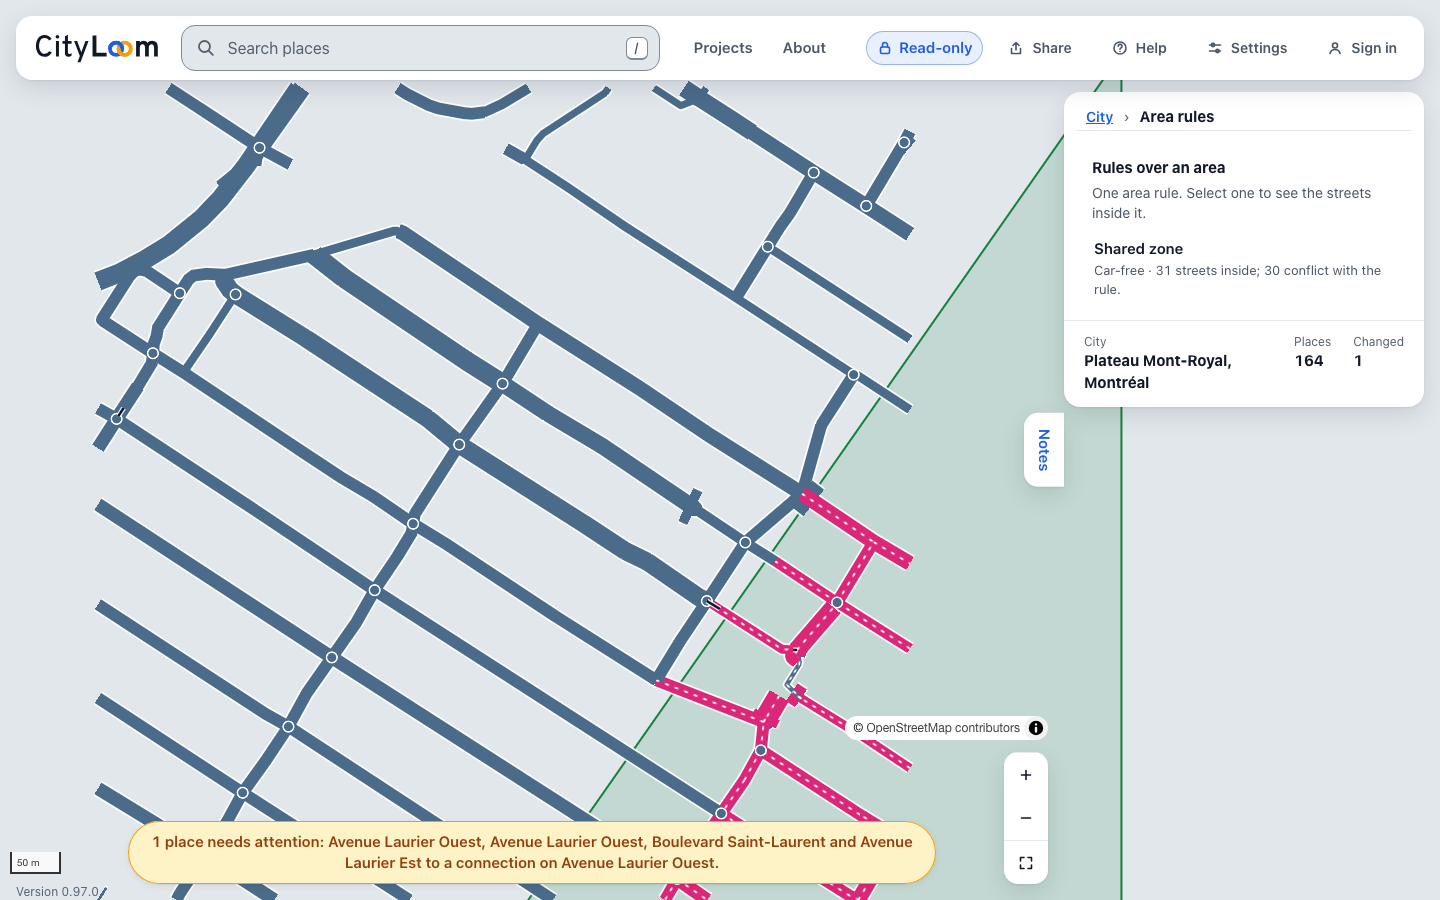 CityLoom
Search places
/
Projects
About
Read-only
Share
Help
Settings
Sign in
City › Area rules
Rules over an area
One area rule. Select one to see the streets
inside it.
Shared zone
Car-free · 31 streets inside; 30 conflict with the
rule.
City
Plateau Mont-Royal,
Montréal
Places
164
Changed
1
Notes
© OpenStreetMap contributors
+
−
1 place needs attention: Avenue Laurier Ouest, Avenue Laurier Ouest, Boulevard Saint-Laurent and Avenue
Laurier Est to a connection on Avenue Laurier Ouest.
50 m
Version 0.97.0